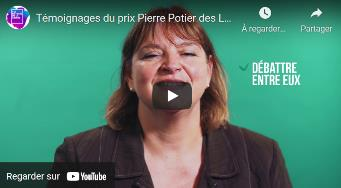 Témoignages du prix Pierre Potier des L...
À regarder...
Partager
DÉBATTRE
ENTRE EUX
Regarder sur YouTube